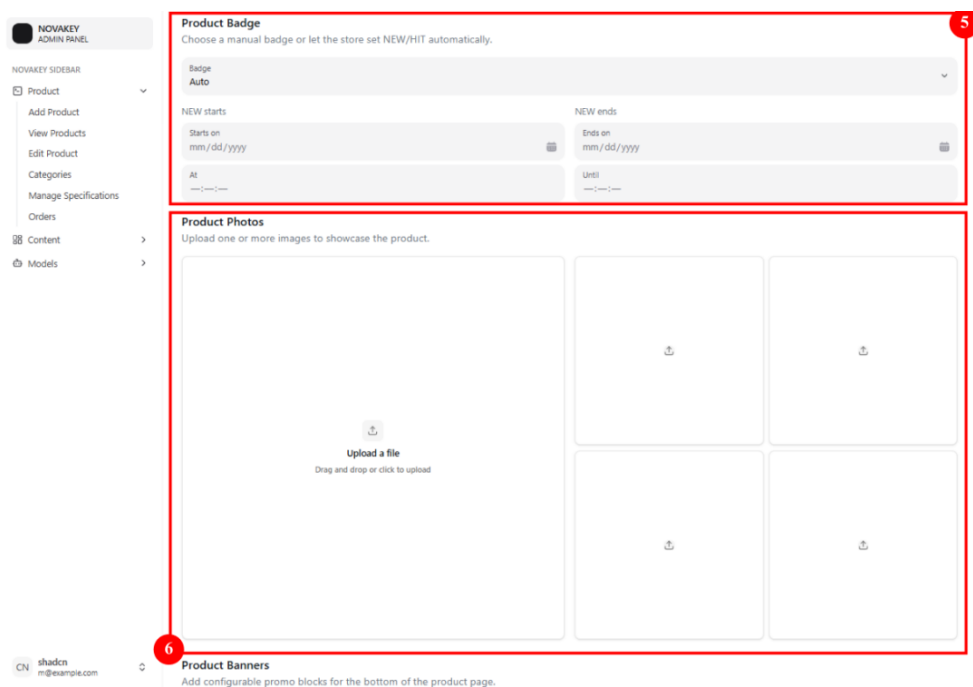 NOVAKEY
ADMIN PANEL
NOVAKEY SIDEBAR
Product
Add Product
View Products
Edit Product
Categories
Manage Specifications
Orders
Content
Models
CN
shadcn
m@example.com
5
Product Badge
Choose a manual badge or let the store set NEW/HIT automatically.
Badge
Auto
NEW starts
NEW ends
Starts on
mm/dd/yyyy
Ends on
mm/dd/yyyy
At
—:—:—
Until
—:—:—
Product Photos
Upload one or more images to showcase the product.
Upload a file
Drag and drop or click to upload
6
Product Banners
Add configurable promo blocks for the bottom of the product page.